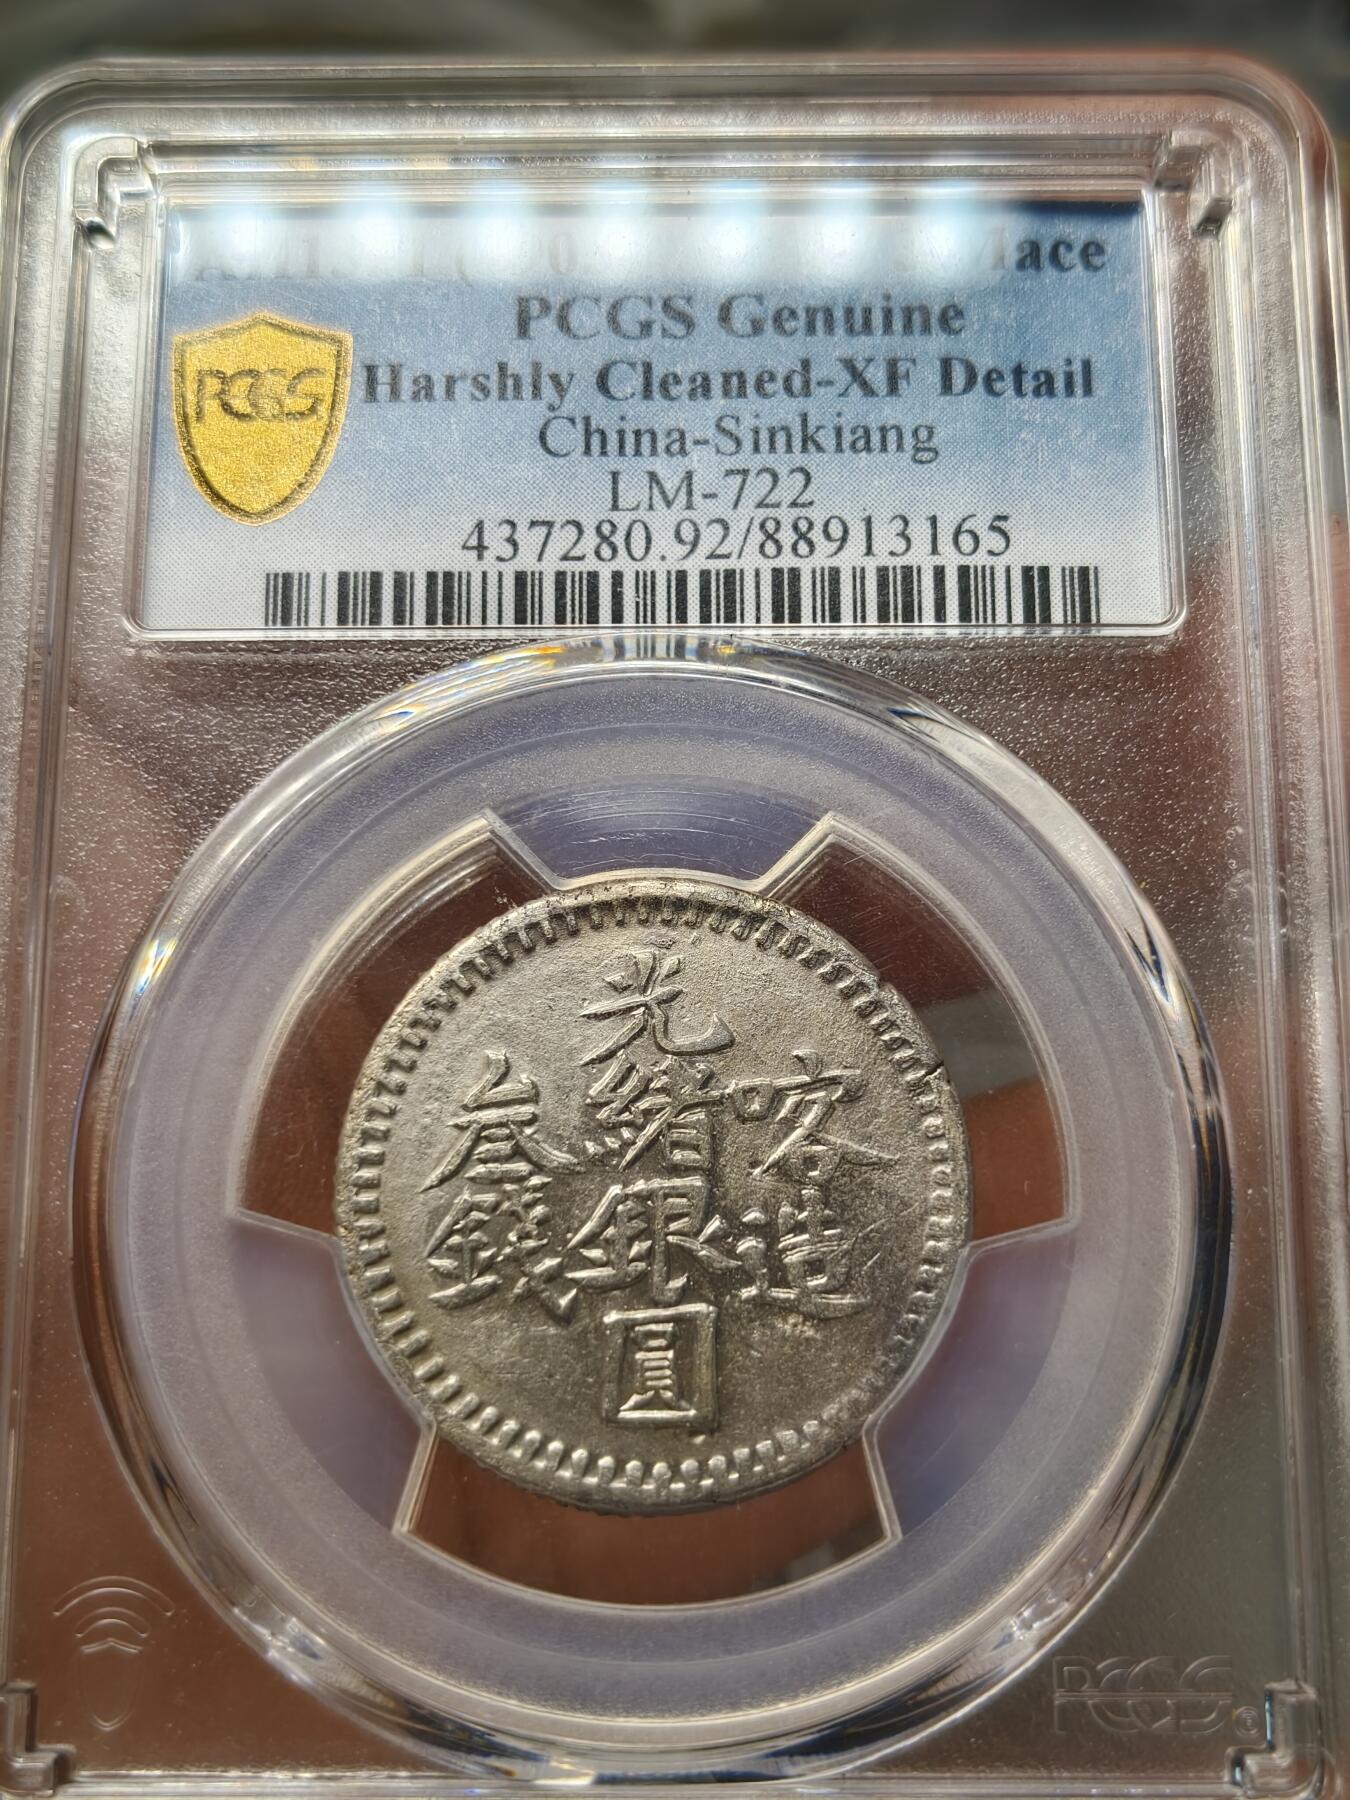 Mace
PCGS Genuine
PCGS
Harshly Cleaned-XF Detail
China-Sinkiang
LM-722
437280.92/88913165
光緒銀圓
喀造
叁錢
PCGS